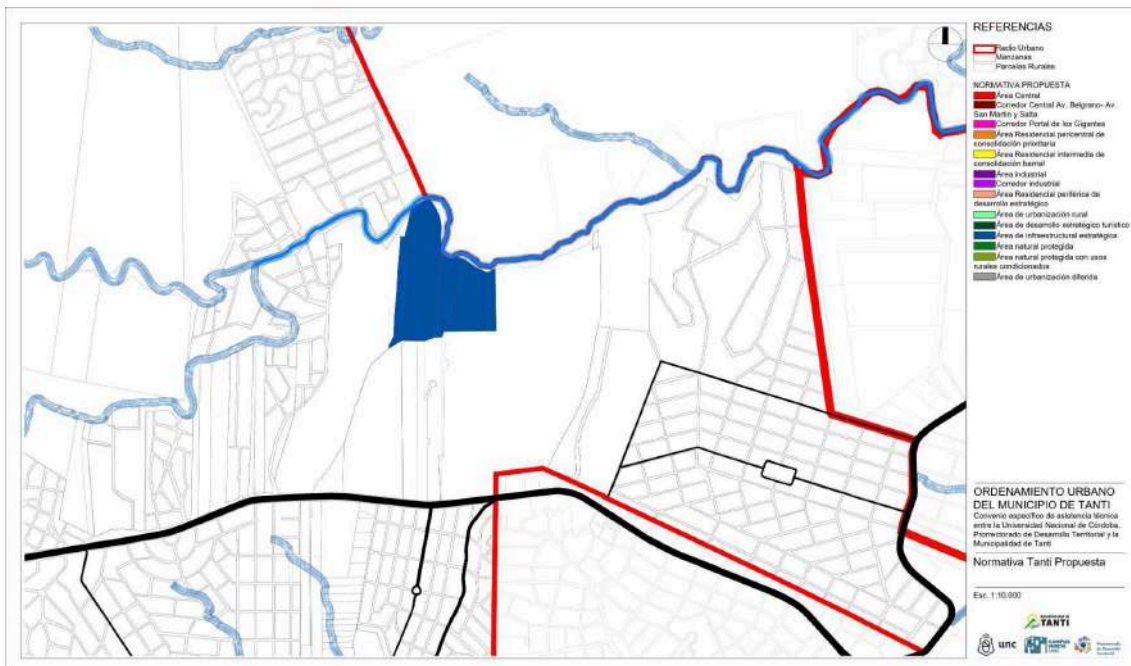 REFERENCIAS
Radio Urbano
Manzanas
Parcelas Rurales
NORMATIVA PROPUESTA
Área Central
Corredor Central Av. Belgrano- Av.
San Martín y Salta
Corredor Portal de los Gigantes
Área Residencial pericentral de
consolidación prioritaria
Área Residencial intermedia de
consolidación barrial
Área industrial
Corredor industrial
Área Residencial periférica de
desarrollo estratégico
Área de urbanización rural
Área de desarrollo estratégico turístico
Área de infraestructural estratégica
Área natural protegida
Área natural protegida con usos
rurales condicionados
Área de urbanización diferida
ORDENAMIENTO URBANO
DEL MUNICIPIO DE TANTI
Convenio específico de asistencia técnica
entre la Universidad Nacional de Córdoba,
Prorrectorado de Desarrollo Territorial y la
Municipalidad de Tanti
Normativa Tanti Propuesta
Esc. 1:10.000
TANTI
unc